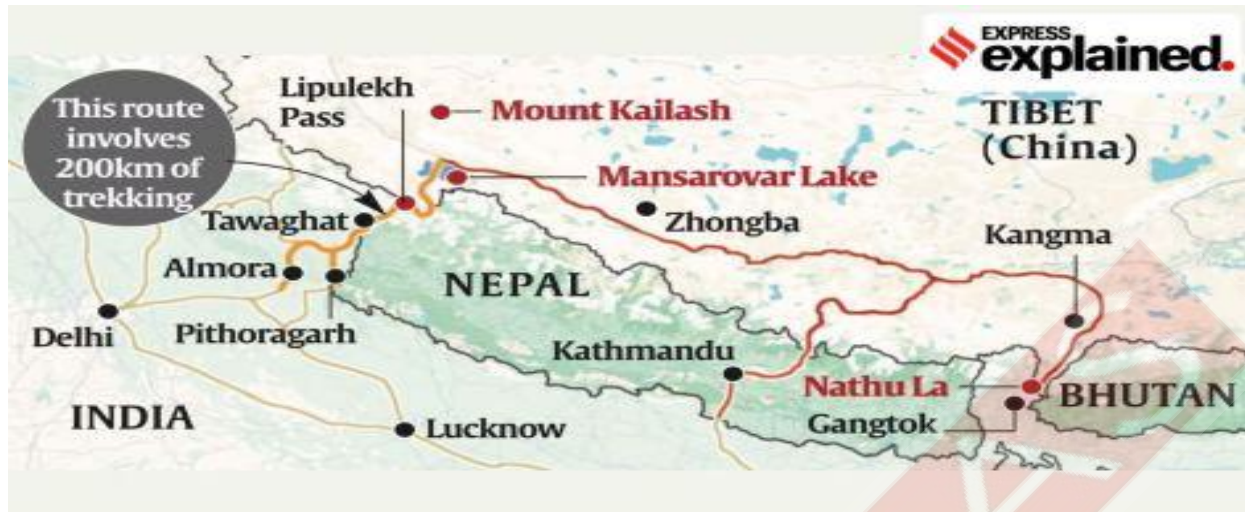 EXPRESS
explained.
This route
involves
200km of
trekking
Lipulekh
Pass
Mount Kailash
TIBET
(China)
Mansarovar Lake
Tawaghat
Zhongba
Kangma
Almora
NEPAL
Delhi
Pithoragarh
Kathmandu
Nathu La
BHUTAN
Gangtok
INDIA
Lucknow